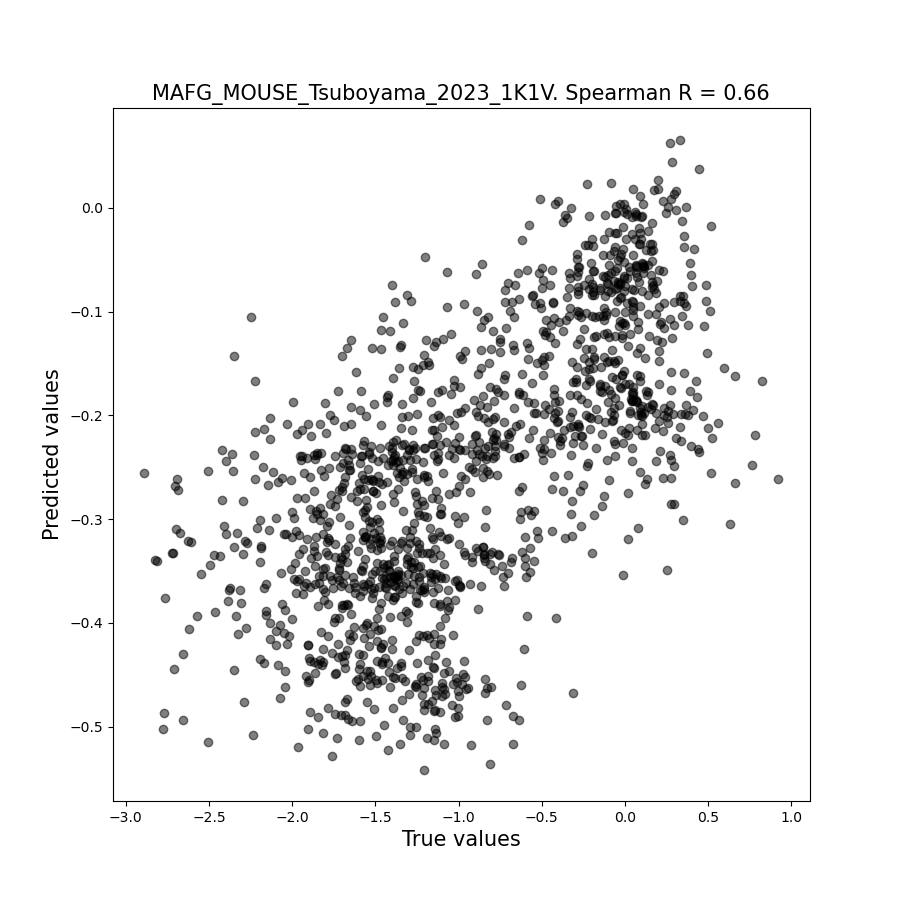 MAFG_MOUSE_Tsuboyama_2023_1K1V. Spearman R = 0.66
0.0
−0.1
−0.2
−0.3
−0.4
−0.5
Predicted values
−3.0 −2.5 −2.0 −1.5 −1.0 −0.5 0.0 0.5 1.0
True values